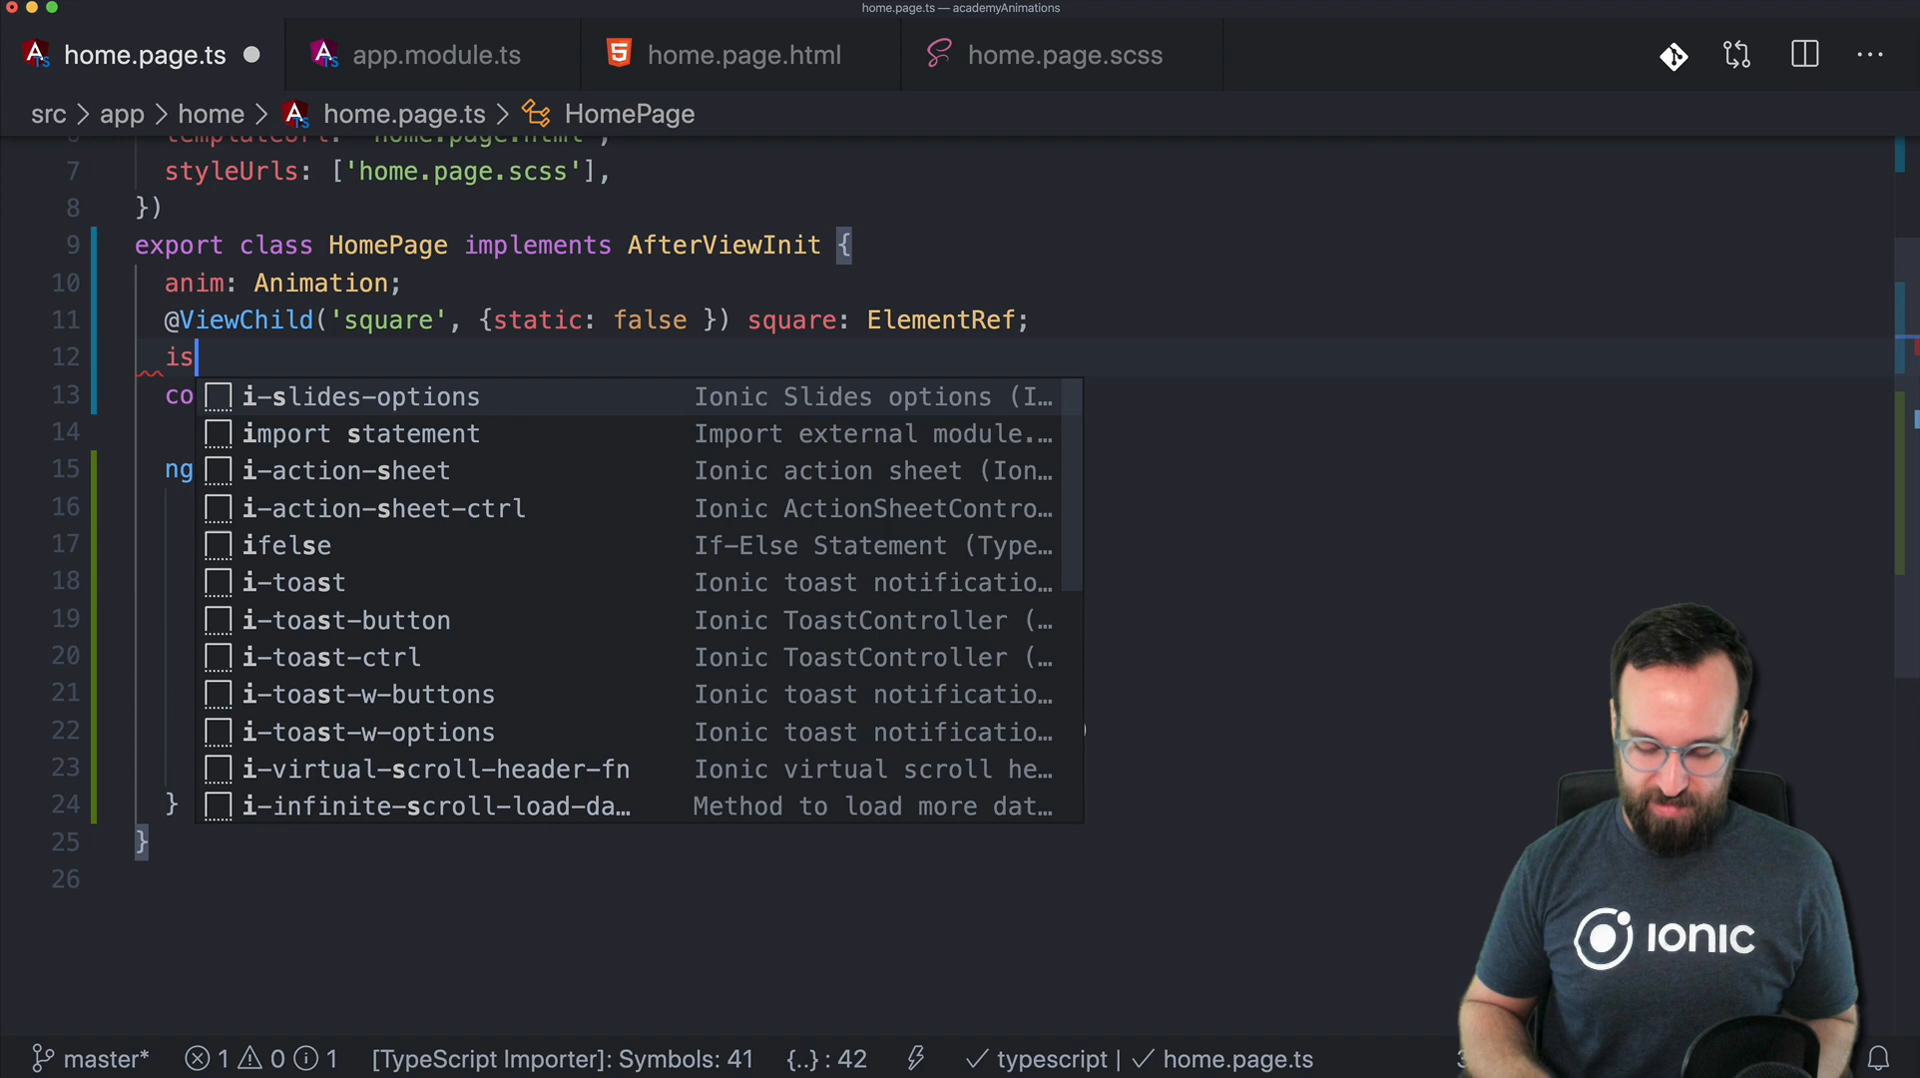 home.page.ts — academyAnimations
home.page.ts app.module.ts home.page.html home.page.scss
src > app > home > home.page.ts > HomePage
6 templateUrl: 'home.page.html',
7 styleUrls: ['home.page.scss'],
8 })
9 export class HomePage implements AfterViewInit {
10 anim: Animation;
11 @ViewChild('square', {static: false }) square: ElementRef;
12 is
13 co
14
15 ng
16
17
18
19
20
21
22
23
24 }
25 }
26
i-slides-options Ionic Slides options (I…
import statement Import external module.…
i-action-sheet Ionic action sheet (Ion…
i-action-sheet-ctrl Ionic ActionSheetContro…
ifelse If-Else Statement (Type…
i-toast Ionic toast notificatio…
i-toast-button Ionic ToastController (…
i-toast-ctrl Ionic ToastController (…
i-toast-w-buttons Ionic toast notificatio…
i-toast-w-options Ionic toast notificatio…
i-virtual-scroll-header-fn Ionic virtual scroll he…
i-infinite-scroll-load-da… Method to load more dat…
IONIC
master* 1 0 1 [TypeScript Importer]: Symbols: 41 {..} : 42 typescript | home.page.ts